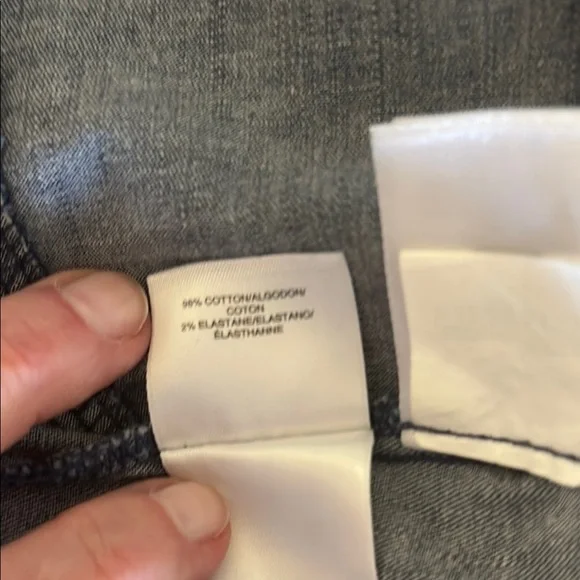 98% COTTON/ALGODON/
COTON
2% ELASTANE/ELASTANO/
ÉLASTHANNE